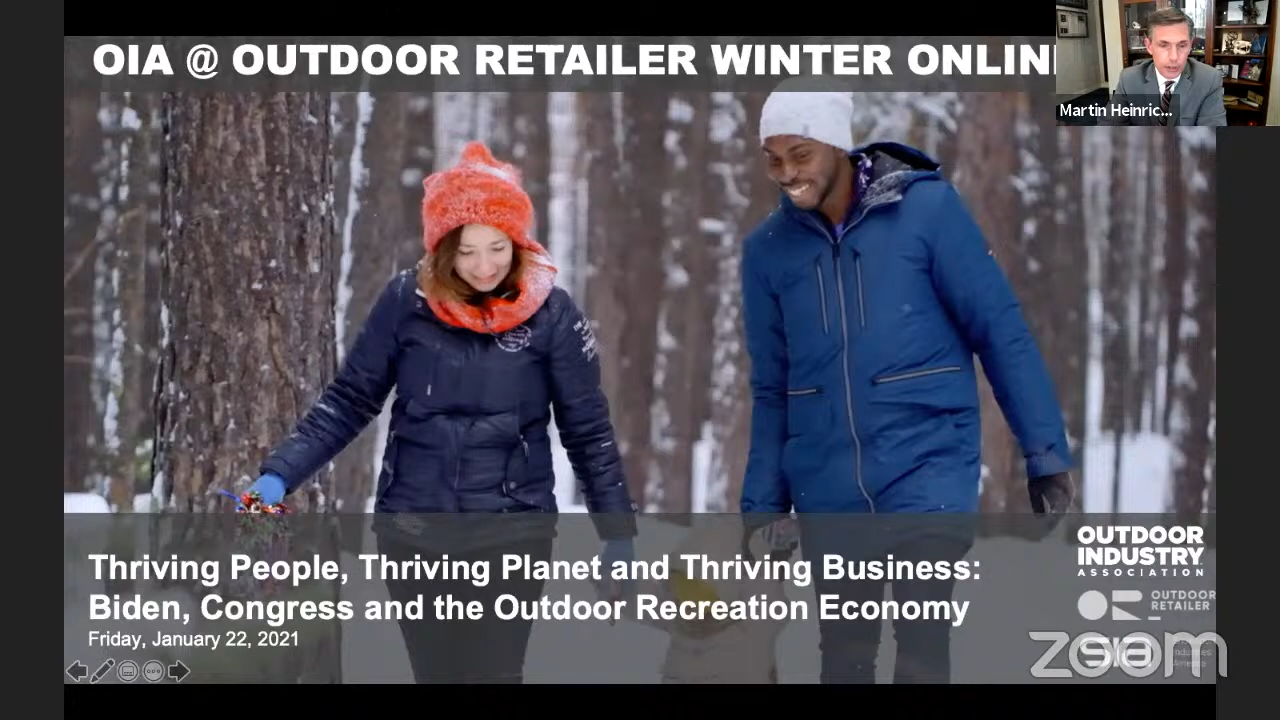 OIA @ OUTDOOR RETAILER WINTER ONLIN
Martin Heinric...
Thriving People, Thriving Planet and Thriving Business:
Biden, Congress and the Outdoor Recreation Economy
Friday, January 22, 2021
OUTDOOR
INDUSTRY
ASSOCIATION
OUTDOOR
RETAILER
zoom
sia